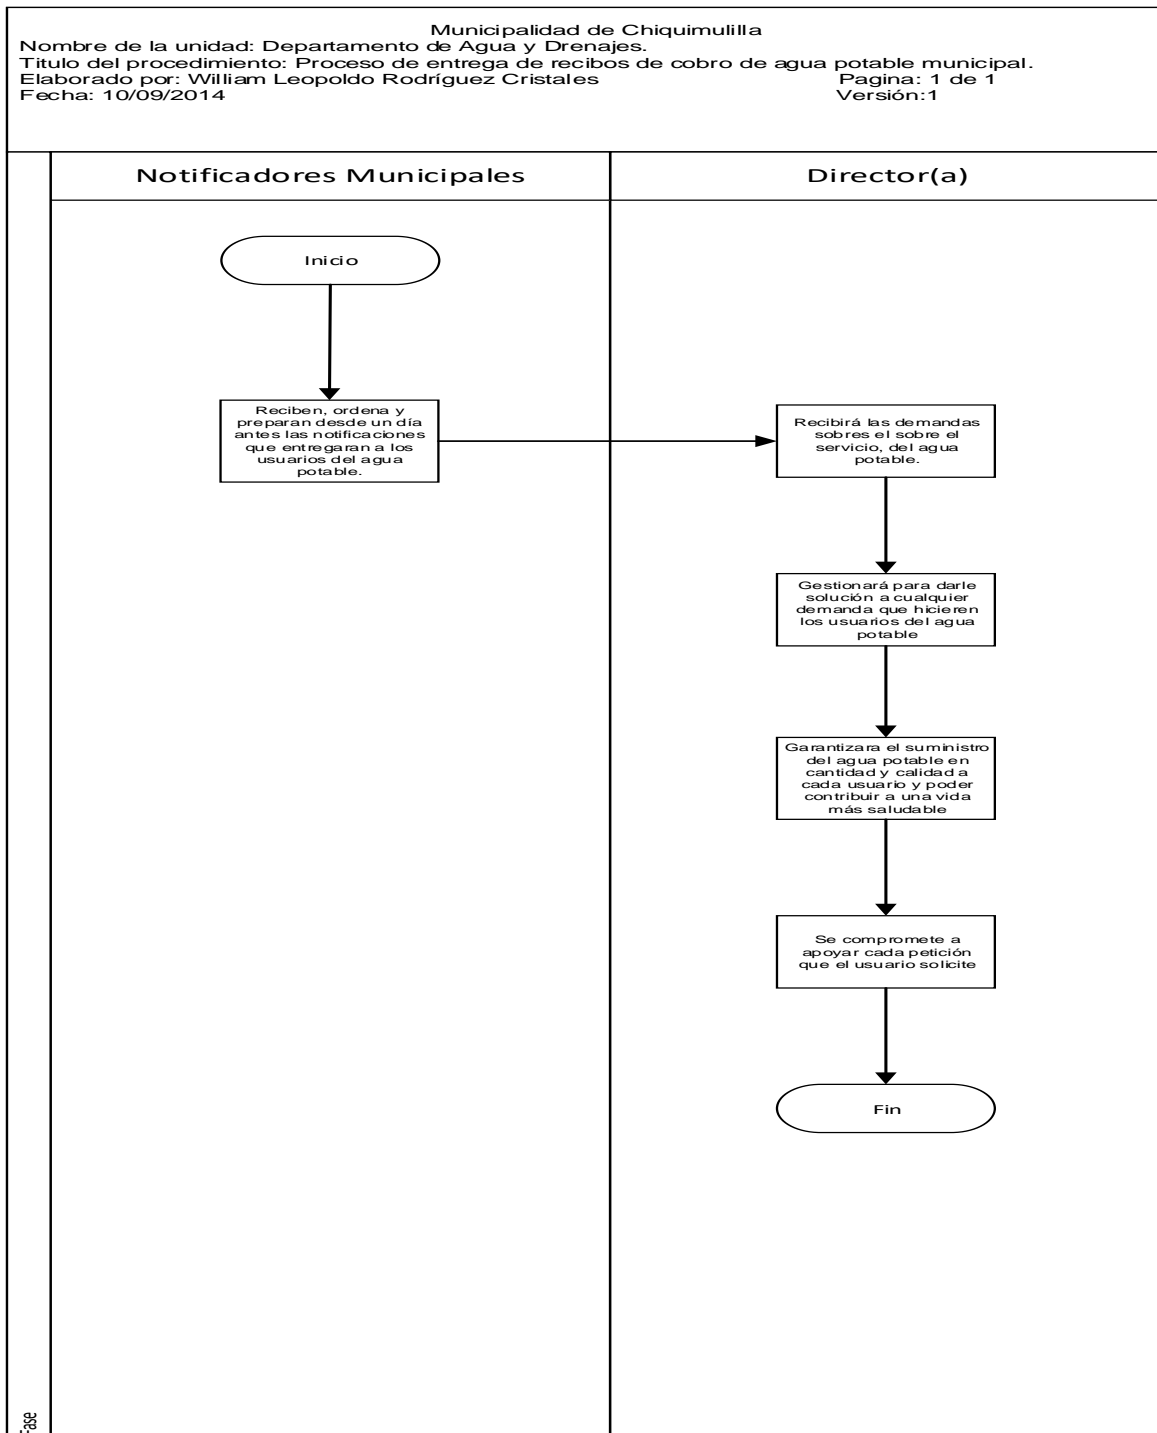 Municipalidad de Chiquimulilla
Nombre de la unidad: Departamento de Agua y Drenajes.
Titulo del procedimiento: Proceso de entrega de recibos de cobro de agua potable municipal.
Elaborado por: William Leopoldo Rodríguez Cristales Pagina: 1 de 1
Fecha: 10/09/2014 Versión:1
Notificadores Municipales
Director(a)
Inicio
Reciben, ordena y
preparan desde un día
antes las notificaciones
que entregaran a los
usuarios del agua
potable.
Recibirá las demandas
sobres el sobre el
servicio, del agua
potable.
Gestionará para darle
solución a cualquier
demanda que hicieren
los usuarios del agua
potable
Garantizara el suministro
del agua potable en
cantidad y calidad a
cada usuario y poder
contribuir a una vida
más saludable
Se compromete a
apoyar cada petición
que el usuario solicite
Fin
Fase